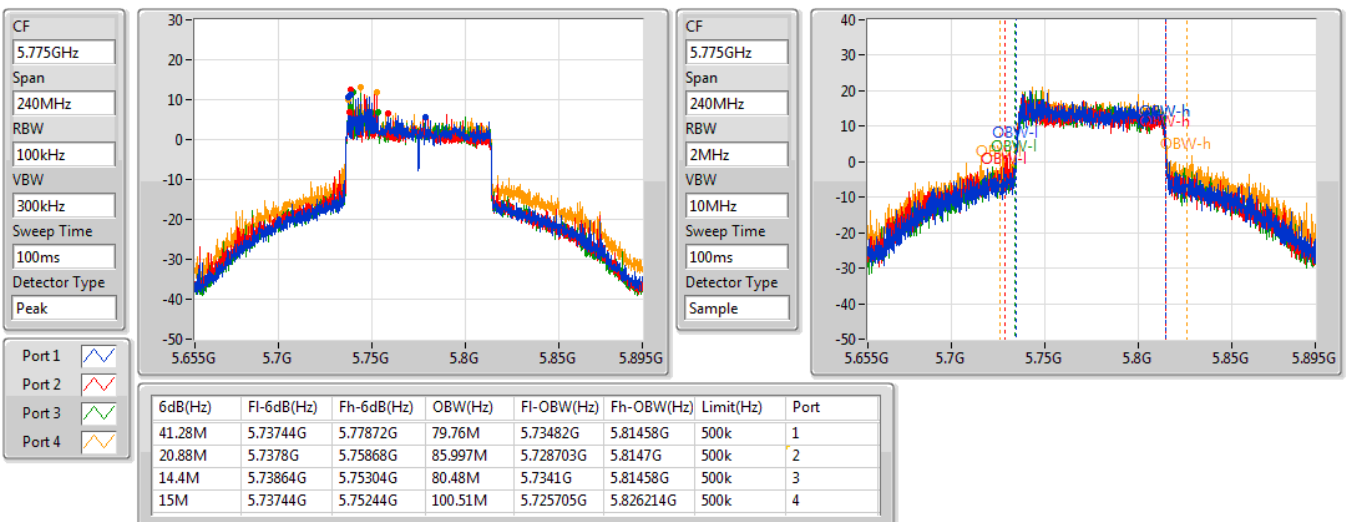 CF
5.775GHz
Span
240MHz
RBW
100kHz
VBW
300kHz
Sweep Time
100ms
Detector Type
Peak
30
20
10
0
-10
-20
-30
-40
-50
5.655G 5.7G 5.75G 5.8G 5.85G 5.895G
CF
5.775GHz
Span
240MHz
RBW
2MHz
VBW
10MHz
Sweep Time
100ms
Detector Type
Sample
40
30
20
10
0
-10
-20
-30
-40
-50
OBW-l
OBW-l
OBW-l
OBW-h
OBW-h
5.655G 5.7G 5.75G 5.8G 5.85G 5.895G
Port 1
Port 2
Port 3
Port 4
6dB(Hz) Fl-6dB(Hz) Fh-6dB(Hz) OBW(Hz) Fl-OBW(Hz) Fh-OBW(Hz) Limit(Hz) Port
41.28M 5.73744G 5.77872G 79.76M 5.73482G 5.81458G 500k 1
20.88M 5.7378G 5.75868G 85.997M 5.728703G 5.8147G 500k 2
14.4M 5.73864G 5.75304G 80.48M 5.7341G 5.81458G 500k 3
15M 5.73744G 5.75244G 100.51M 5.725705G 5.826214G 500k 4